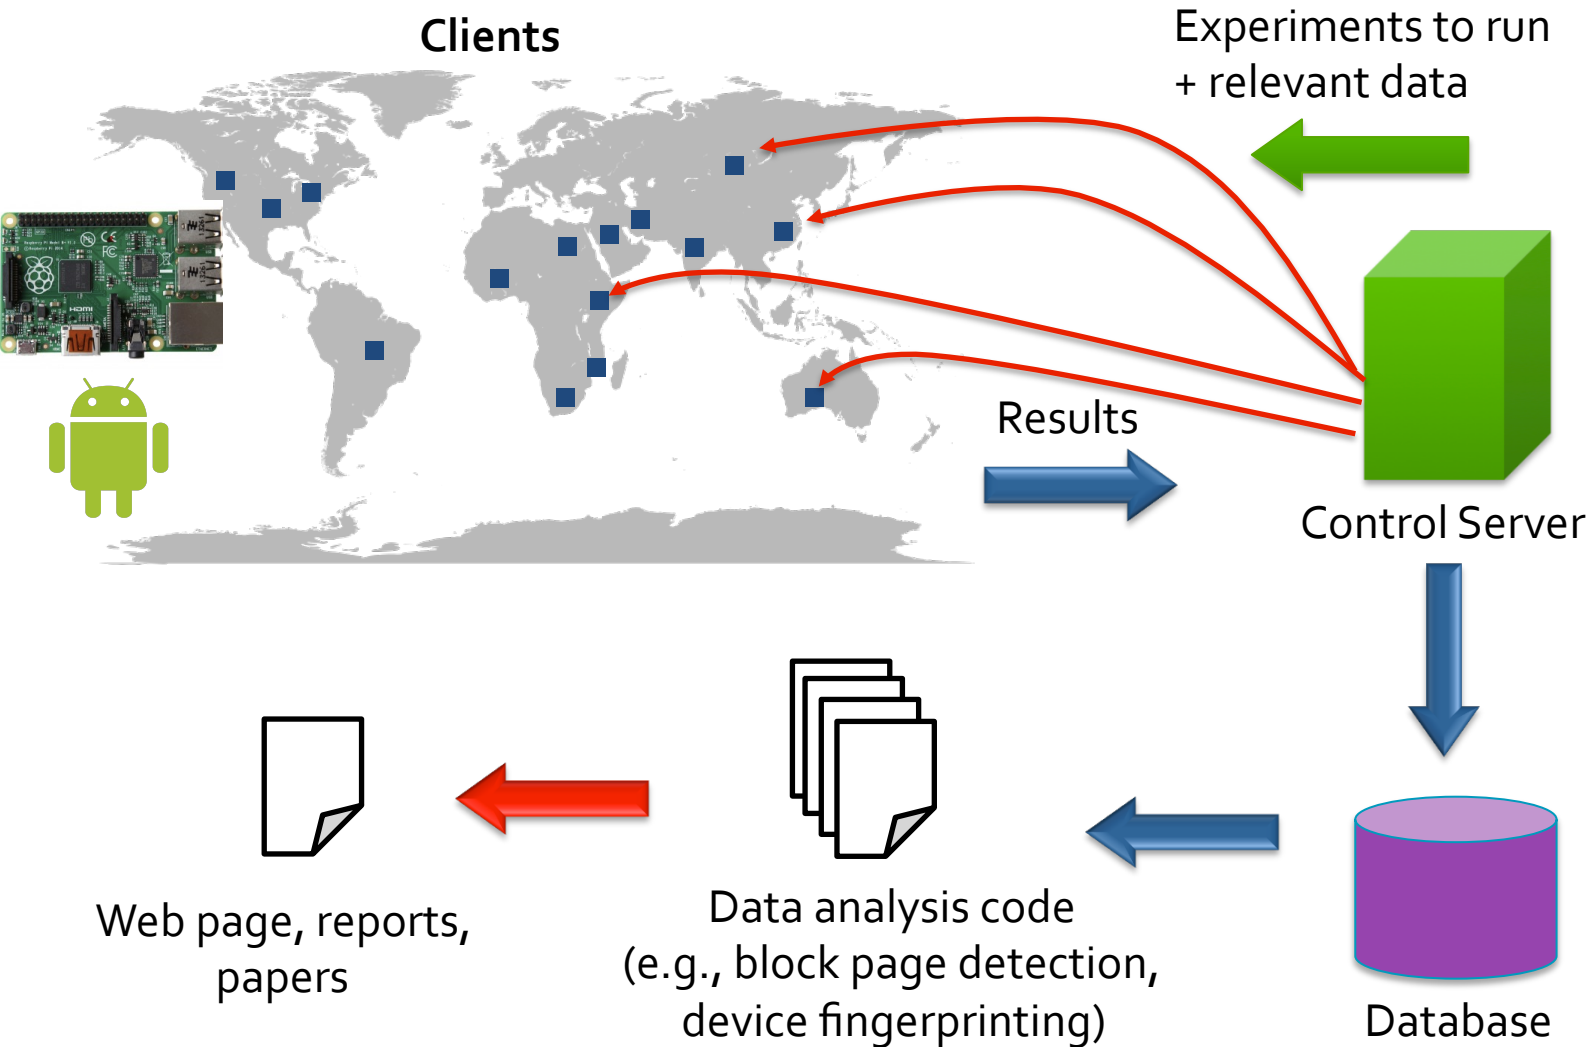 Clients
Experiments to run
+ relevant data
HDMI
Results
Control Server
Web page, reports,
papers
Data analysis code
(e.g., block page detection,
device fingerprinting)
Database